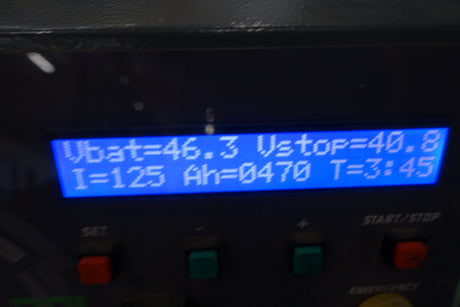 Vbat=46.3 Vstop=40.8
I=125 Ah=0470 T=3:45
SET - + START/STOP
EMERGENCY